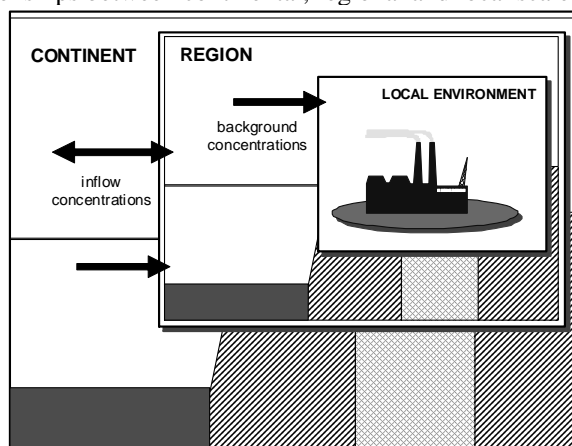 CONTINENT
REGION
LOCAL ENVIRONMENT
background
concentrations
inflow
concentrations